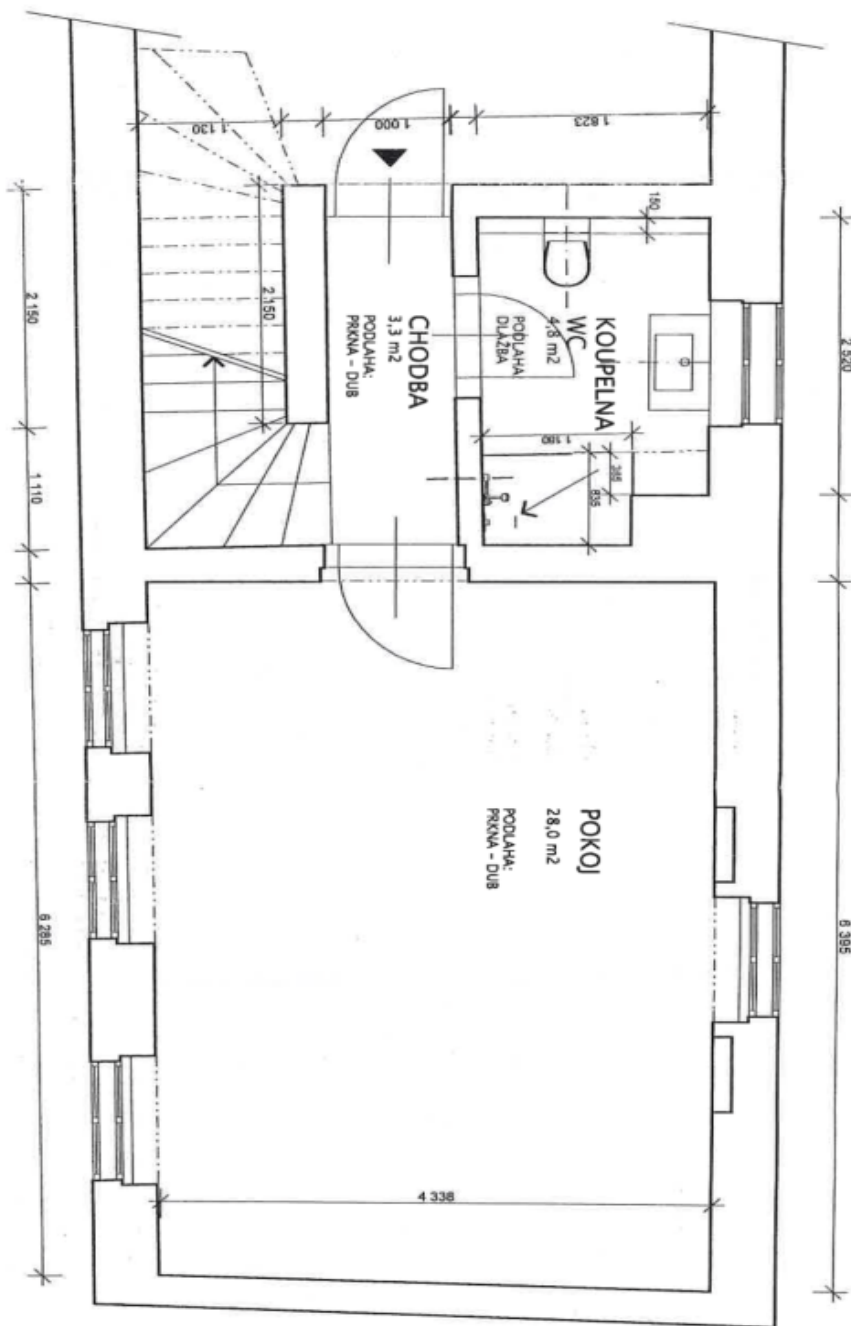 1 130
1 000
1 823
150
2 150
2 150
2 520
CHODBA
3,3 m2
PODLAHA:
PRKNA - DUB
KOUPELNA
WC
4,8 m2
PODLAHA:
DLAŽBA
1 180
385
835
1 110
POKOJ
28,0 m2
PODLAHA:
PRKNA - DUB
6 285
6 395
4 338